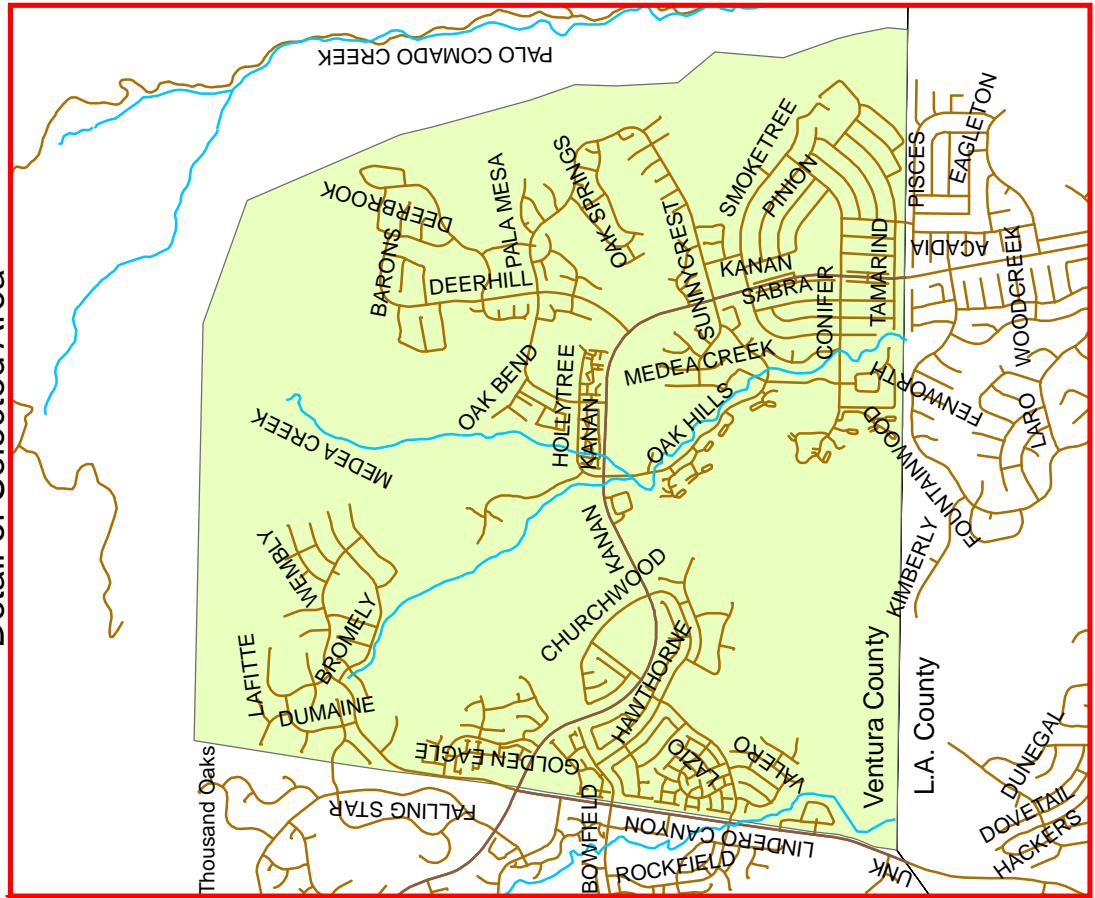 PALO COMADO CREEK
EAGLETON
PISCES
SMOKETREE
PINION
OAK SPRINGS
PALA MESA
DEERBROOK
BARONS
DEERHILL
SUNNYCREST
KANAN
SABRA
CONIFER
TAMARIND
ACADIA
WOODCREEK
MEDEA CREEK
OAK BEND
HOLLYTREE
KANAN
OAK HILLS
FENWORTH
LARO
FOUNTAINWOOD
KIMBERLY
MEDEA CREEK
WEMBLY
BROMELY
LAFITTE
DUMAINE
KANAN
CHURCHWOOD
HAWTHORNE
GOLDEN EAGLE
LAZIO
VALERO
Ventura County
L.A. County
Thousand Oaks
FALLING STAR
BOWFIELD
LINDERO CANYON
ROCKFIELD
UNK
DUNEGAL
DOVETAIL
HACKERS